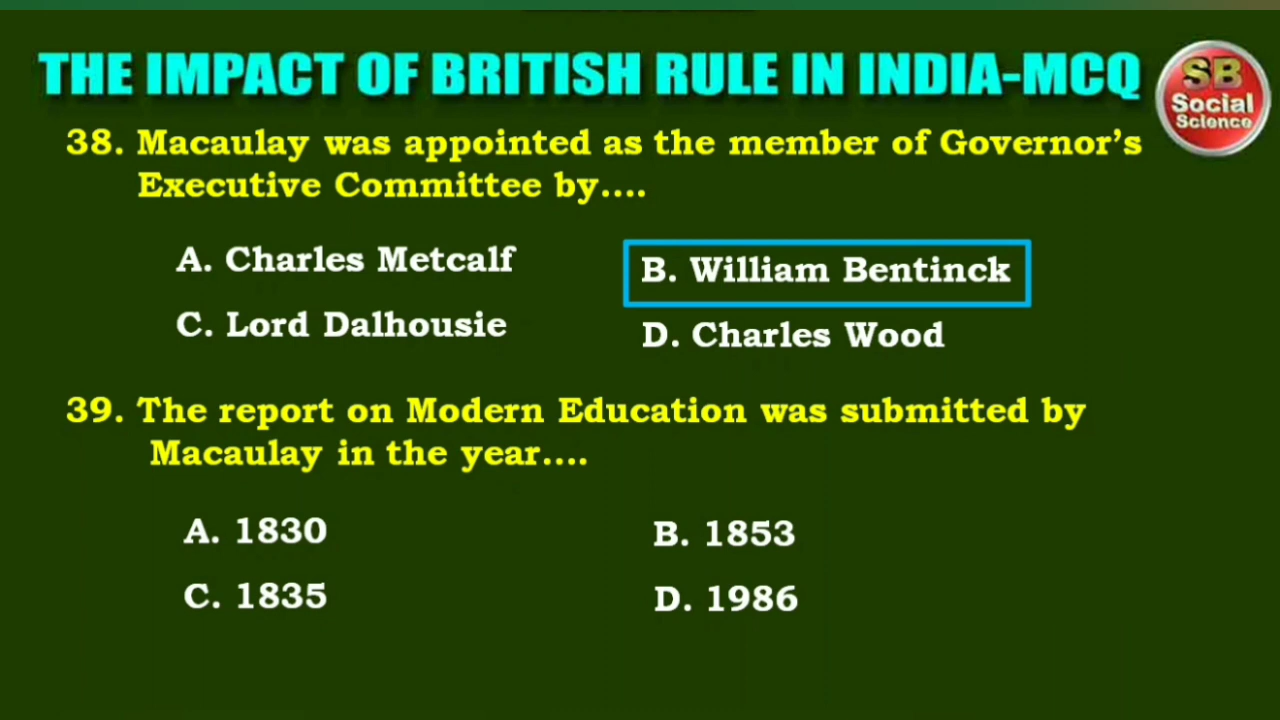 THE IMPACT OF BRITISH RULE IN INDIA-MCQ
SB
Social
Science
38. Macaulay was appointed as the member of Governor's
Executive Committee by....
A. Charles Metcalf
B. William Bentinck
C. Lord Dalhousie
D. Charles Wood
39. The report on Modern Education was submitted by
Macaulay in the year....
A. 1830
B. 1853
C. 1835
D. 1986